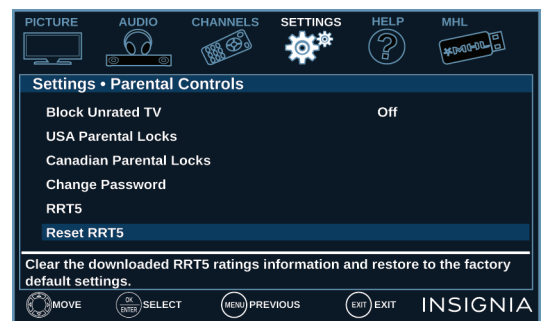 PICTURE AUDIO CHANNELS SETTINGS HELP MHL
MHL
Settings • Parental Controls
Block Unrated TV Off
USA Parental Locks
Canadian Parental Locks
Change Password
RRT5
Reset RRT5
Clear the downloaded RRT5 ratings information and restore to the factory
default settings.
MOVE OK ENTER SELECT MENU PREVIOUS EXIT EXIT INSIGNIA